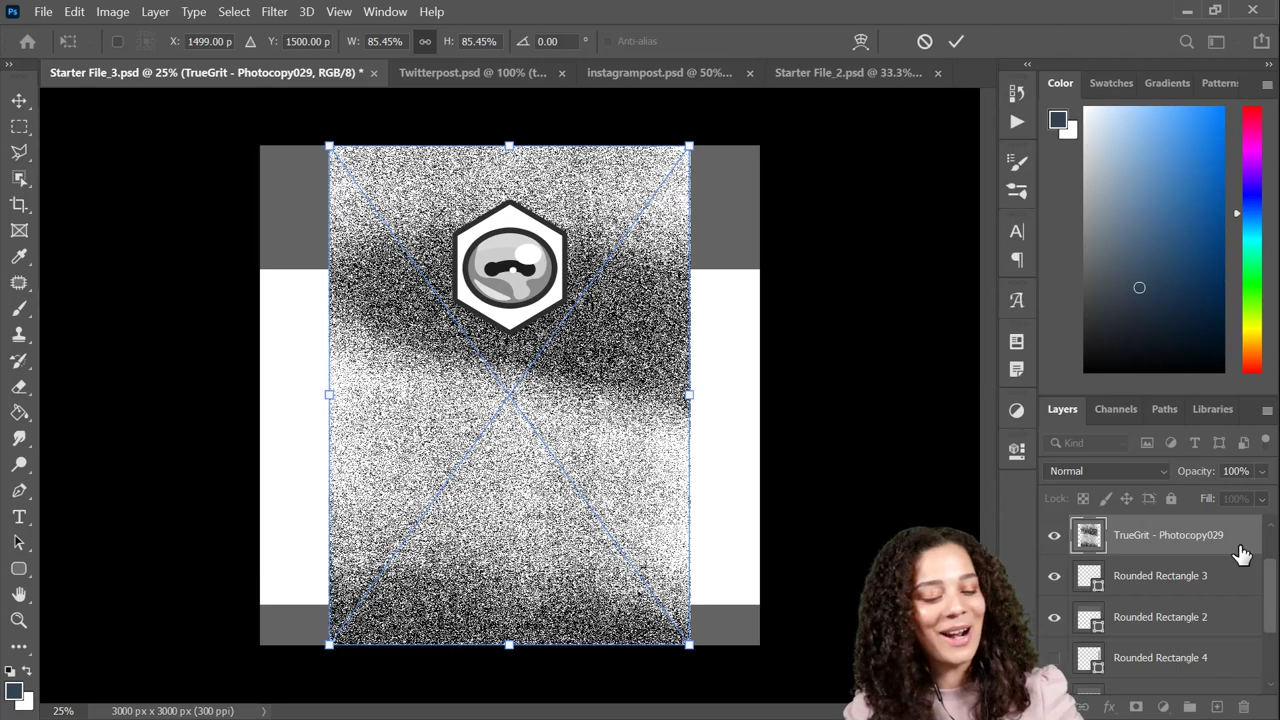 Ps File Edit Image Layer Type Select Filter 3D View Window Help
X: 1499.00 p Y: 1500.00 p W: 85.45% H: 85.45% 0.00 ° Anti-alias
Starter File_3.psd @ 25% (TrueGrit - Photocopy029, RGB/8) * × Twitterpost.psd @ 100% (t... × instagrampost.psd @ 50%... × Starter File_2.psd @ 33.3%... ×
Color Swatches Gradients Patterns
Layers Channels Paths Libraries
Kind
Normal Opacity: 100%
Lock: Fill: 100%
TrueGrit - Photocopy029
Rounded Rectangle 3
Rounded Rectangle 2
Rounded Rectangle 4
25% 3000 px x 3000 px (300 ppi)